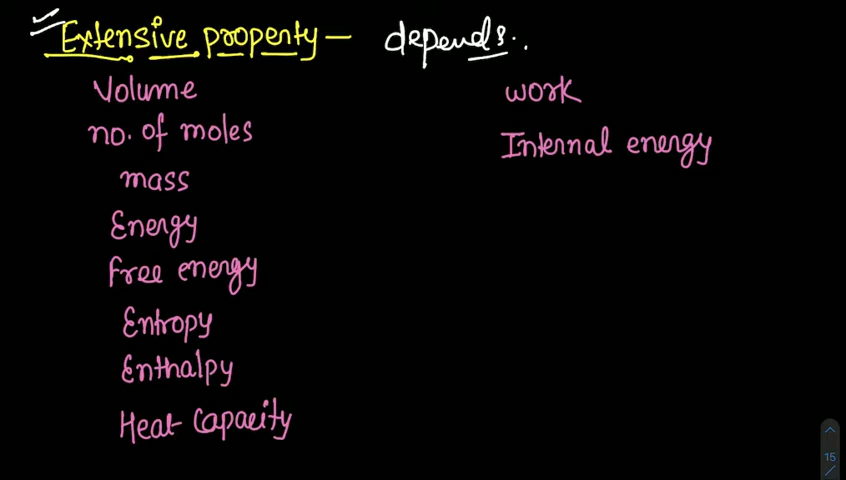 Extensive property - depends..
Volume
no. of moles
mass
Energy
Free energy
Entropy
Enthalpy
Heat Capacity
work
Internal energy
15